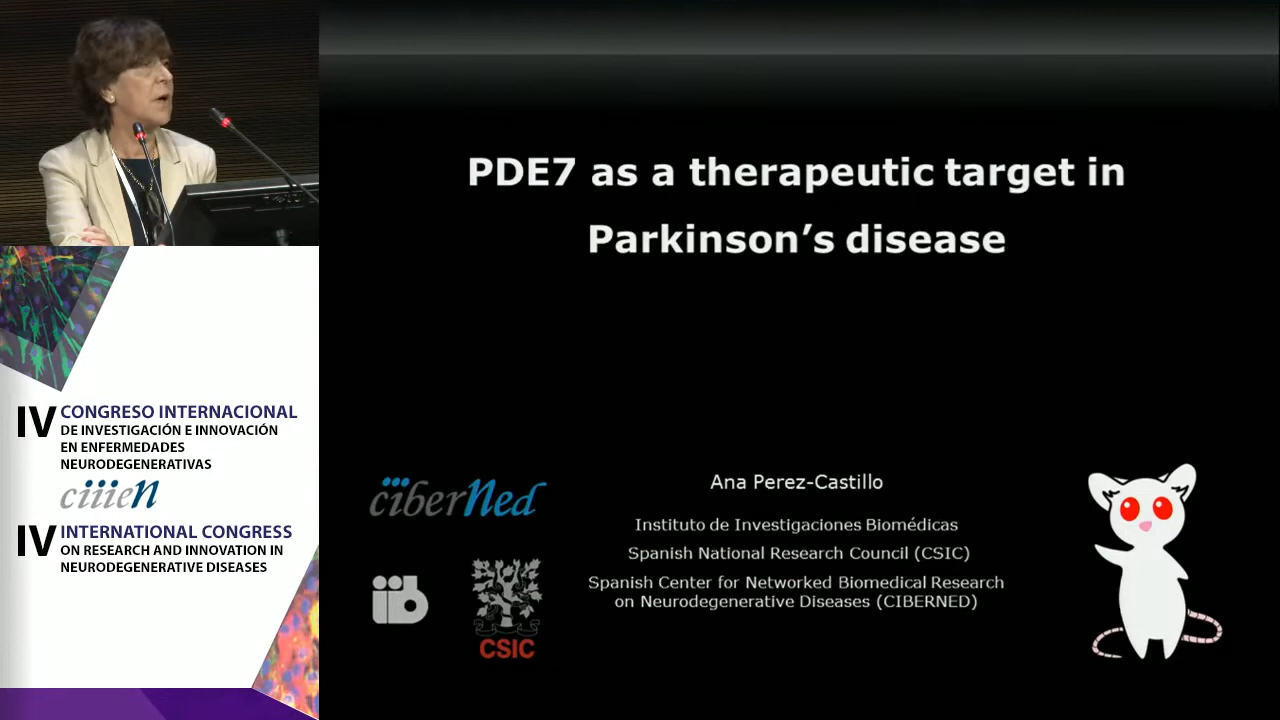 PDE7 as a therapeutic target in
Parkinson’s disease
IV CONGRESO INTERNACIONAL
DE INVESTIGACIÓN E INNOVACIÓN
EN ENFERMEDADES
NEURODEGENERATIVAS
ciiieN
IV INTERNATIONAL CONGRESS
ON RESEARCH AND INNOVATION IN
NEURODEGENERATIVE DISEASES
ciberNed
iib
CSIC
Ana Perez-Castillo
Instituto de Investigaciones Biomédicas
Spanish National Research Council (CSIC)
Spanish Center for Networked Biomedical Research
on Neurodegenerative Diseases (CIBERNED)